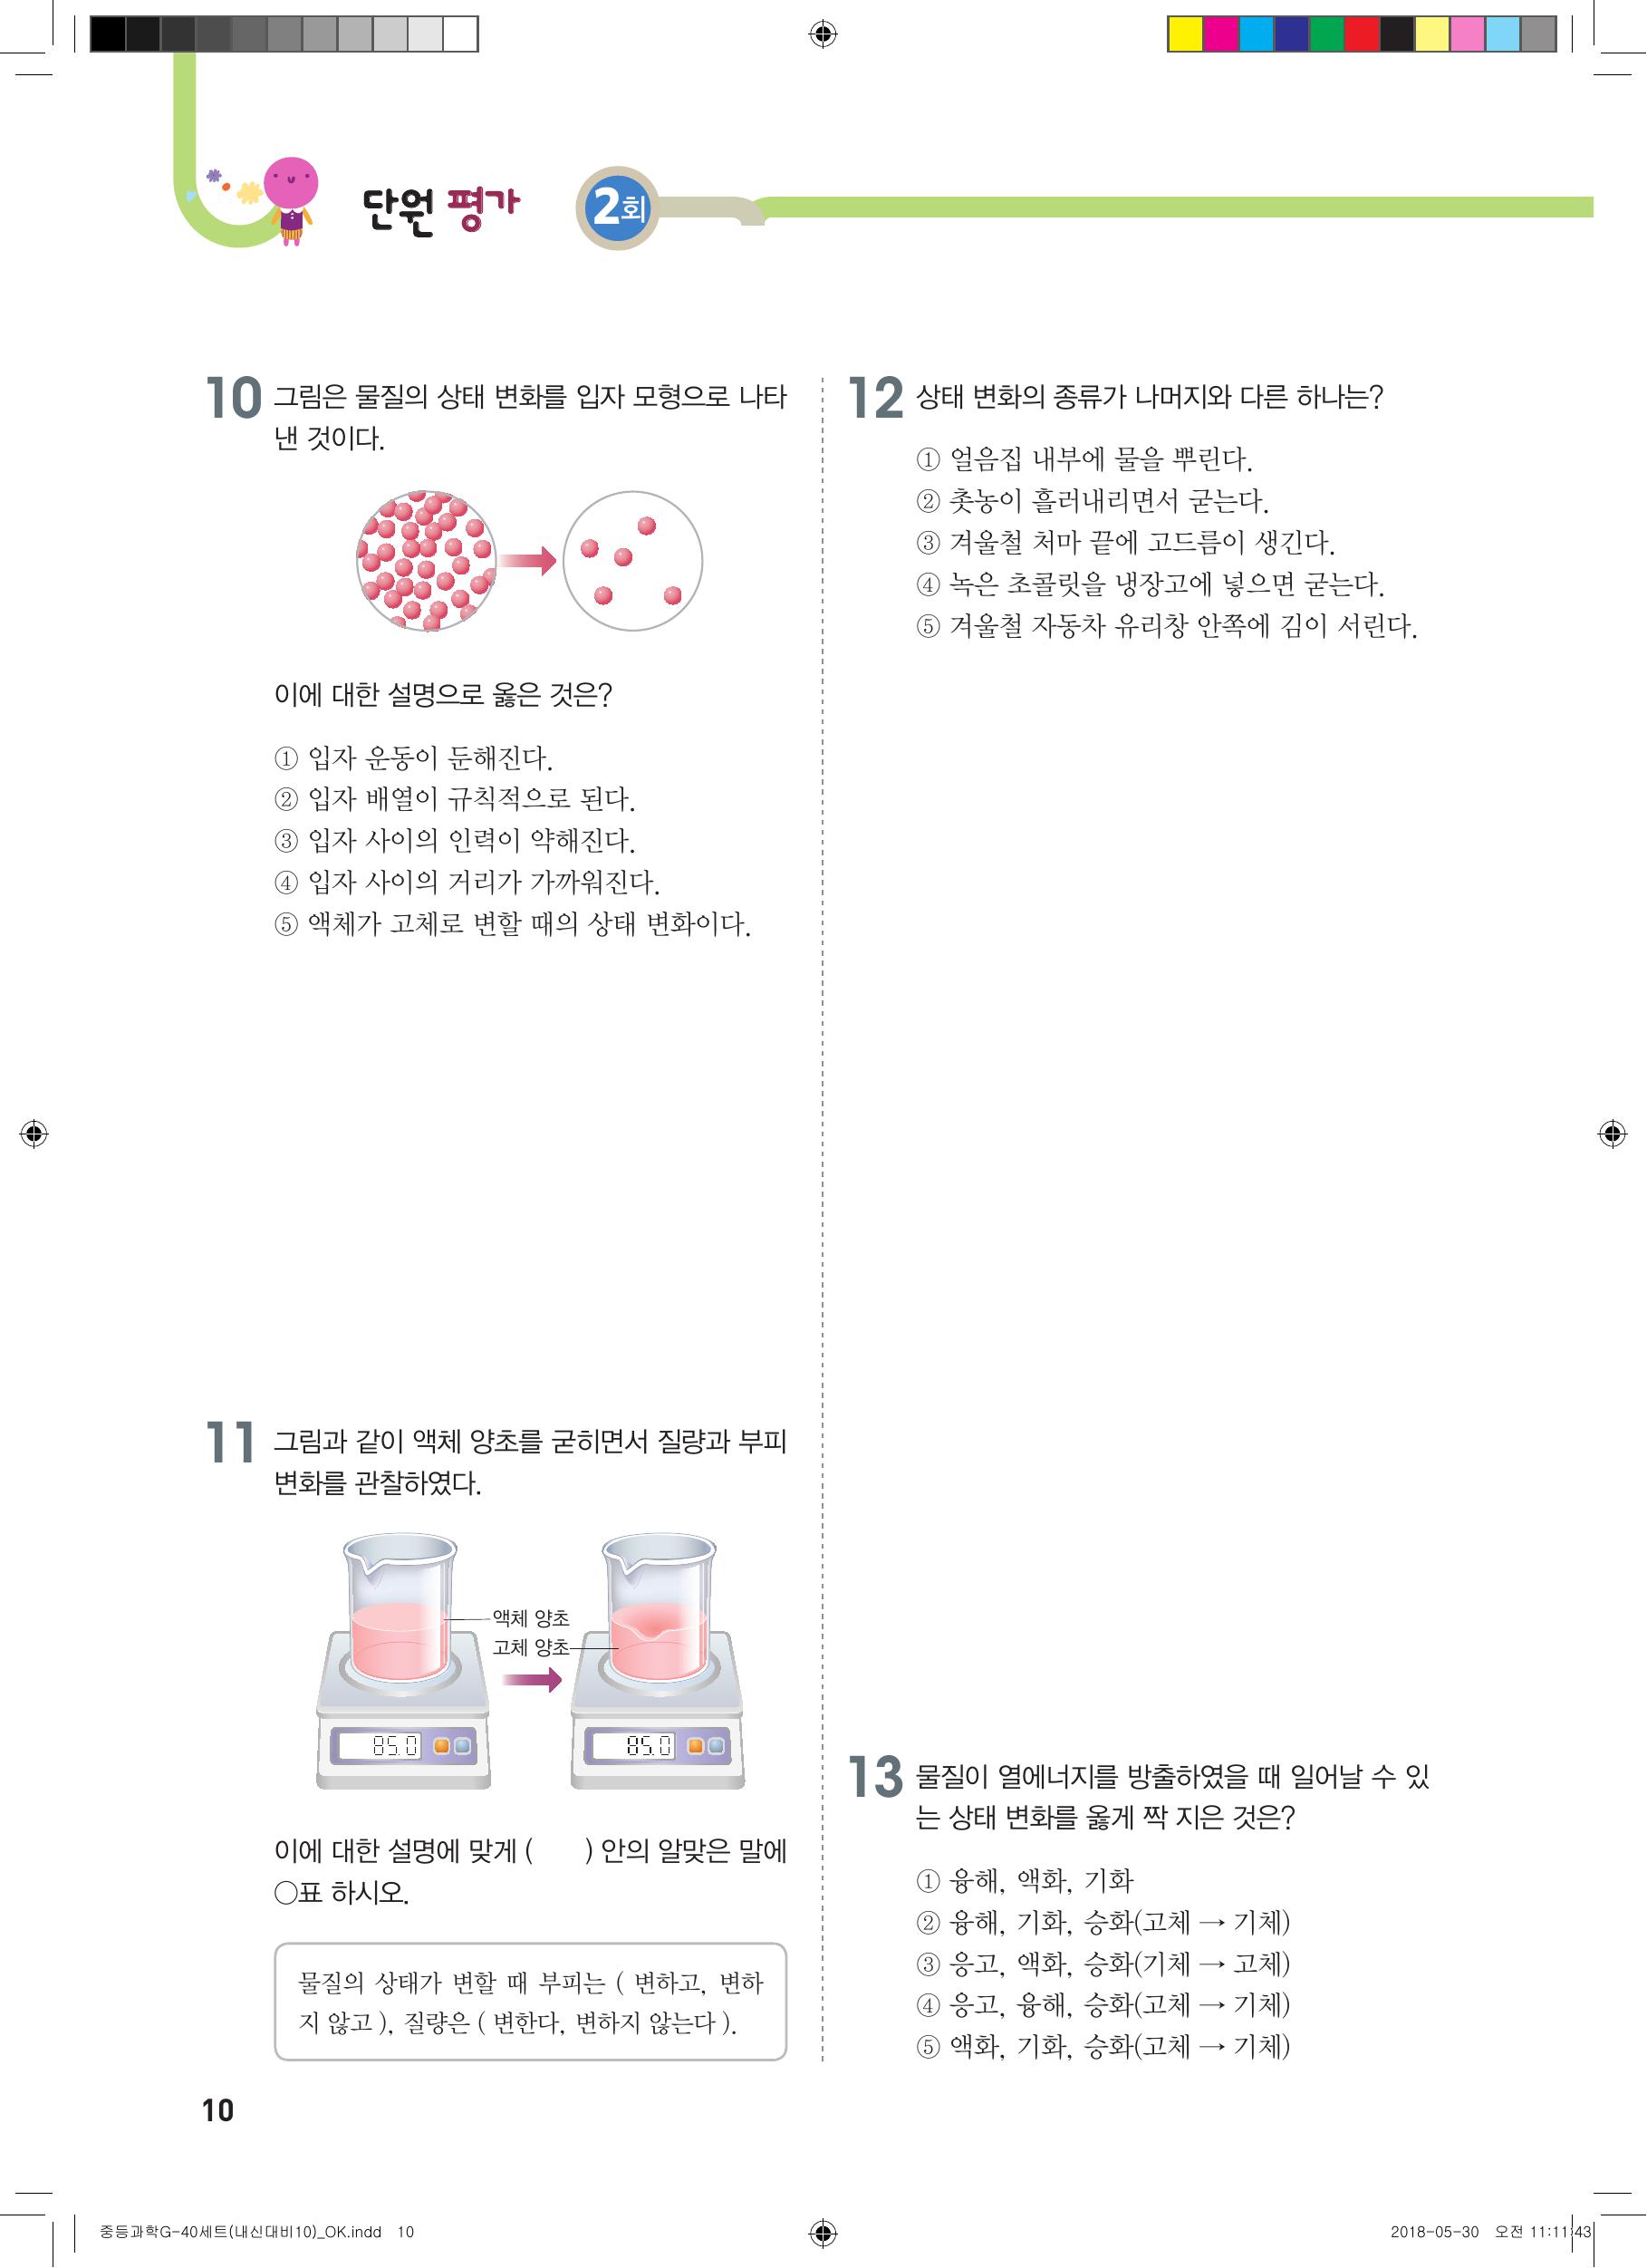 단원 평가 2회
10 그림은 물질의 상태 변화를 입자 모형으로 나타
낸 것이다.
이에 대한 설명으로 옳은 것은?
① 입자 운동이 둔해진다.
② 입자 배열이 규칙적으로 된다.
③ 입자 사이의 인력이 약해진다.
④ 입자 사이의 거리가 가까워진다.
⑤ 액체가 고체로 변할 때의 상태 변화이다.
11 그림과 같이 액체 양초를 굳히면서 질량과 부피
변화를 관찰하였다.
액체 양초
고체 양초
85.0
85.0
이에 대한 설명에 맞게 ( ) 안의 알맞은 말에
○표 하시오.
물질의 상태가 변할 때 부피는 ( 변하고, 변하
지 않고 ), 질량은 ( 변한다, 변하지 않는다 ).
12 상태 변화의 종류가 나머지와 다른 하나는?
① 얼음집 내부에 물을 뿌린다.
② 촛농이 흘러내리면서 굳는다.
③ 겨울철 처마 끝에 고드름이 생긴다.
④ 녹은 초콜릿을 냉장고에 넣으면 굳는다.
⑤ 겨울철 자동차 유리창 안쪽에 김이 서린다.
13 물질이 열에너지를 방출하였을 때 일어날 수 있
는 상태 변화를 옳게 짝 지은 것은?
① 융해, 액화, 기화
② 융해, 기화, 승화(고체 → 기체)
③ 응고, 액화, 승화(기체 → 고체)
④ 응고, 융해, 승화(고체 → 기체)
⑤ 액화, 기화, 승화(고체 → 기체)
10
중등과학G-40세트(내신대비10)_OK.indd 10
2018-05-30 오전 11:11:43